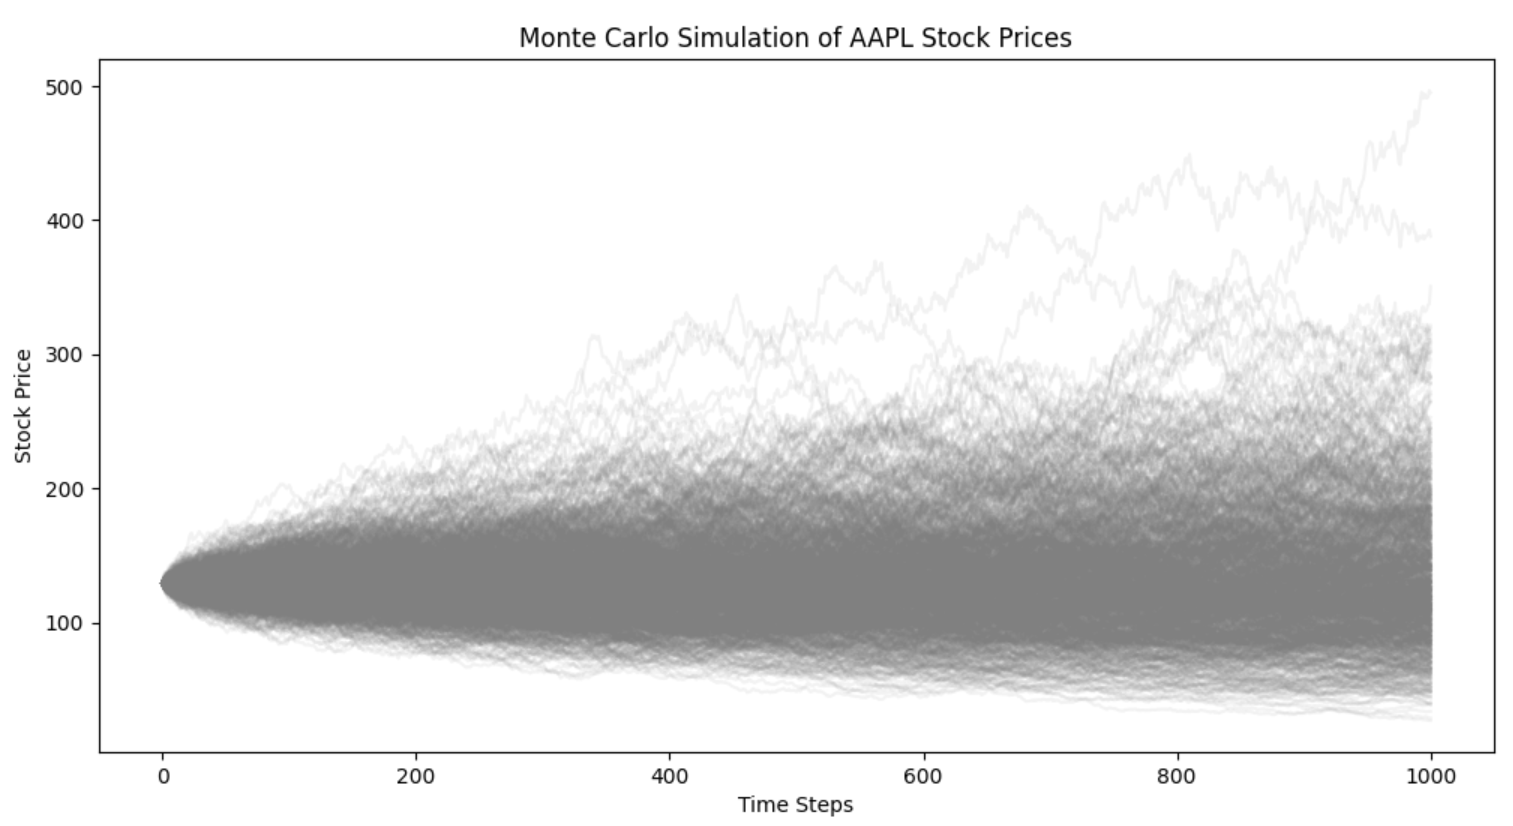 Monte Carlo Simulation of AAPL Stock Prices
500
400
300
200
100
Stock Price
0 200 400 600 800 1000
Time Steps